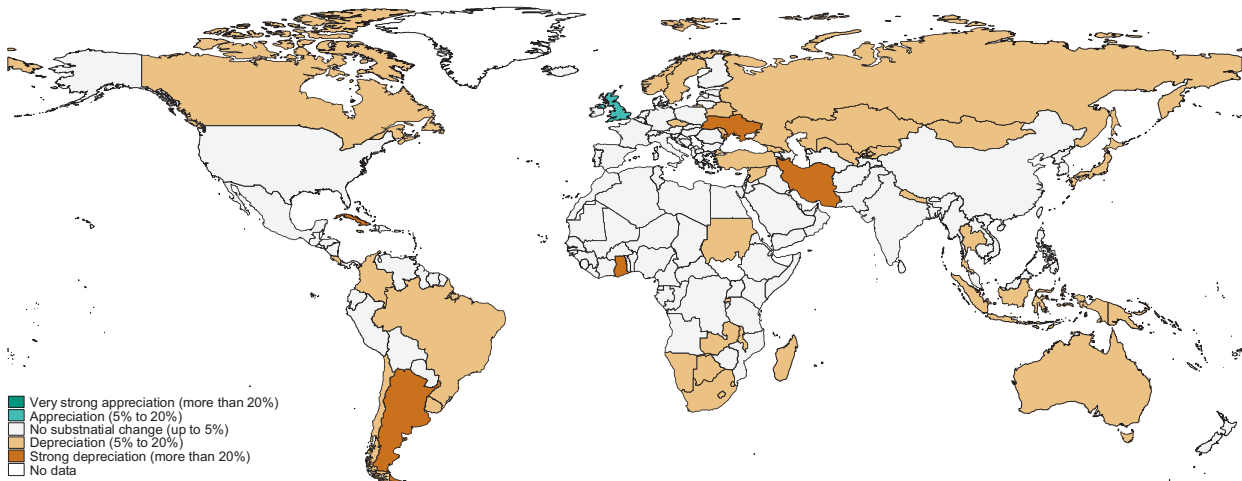 Very strong appreciation (more than 20%)
Appreciation (5% to 20%)
No substnatial change (up to 5%)
Depreciation (5% to 20%)
Strong depreciation (more than 20%)
No data